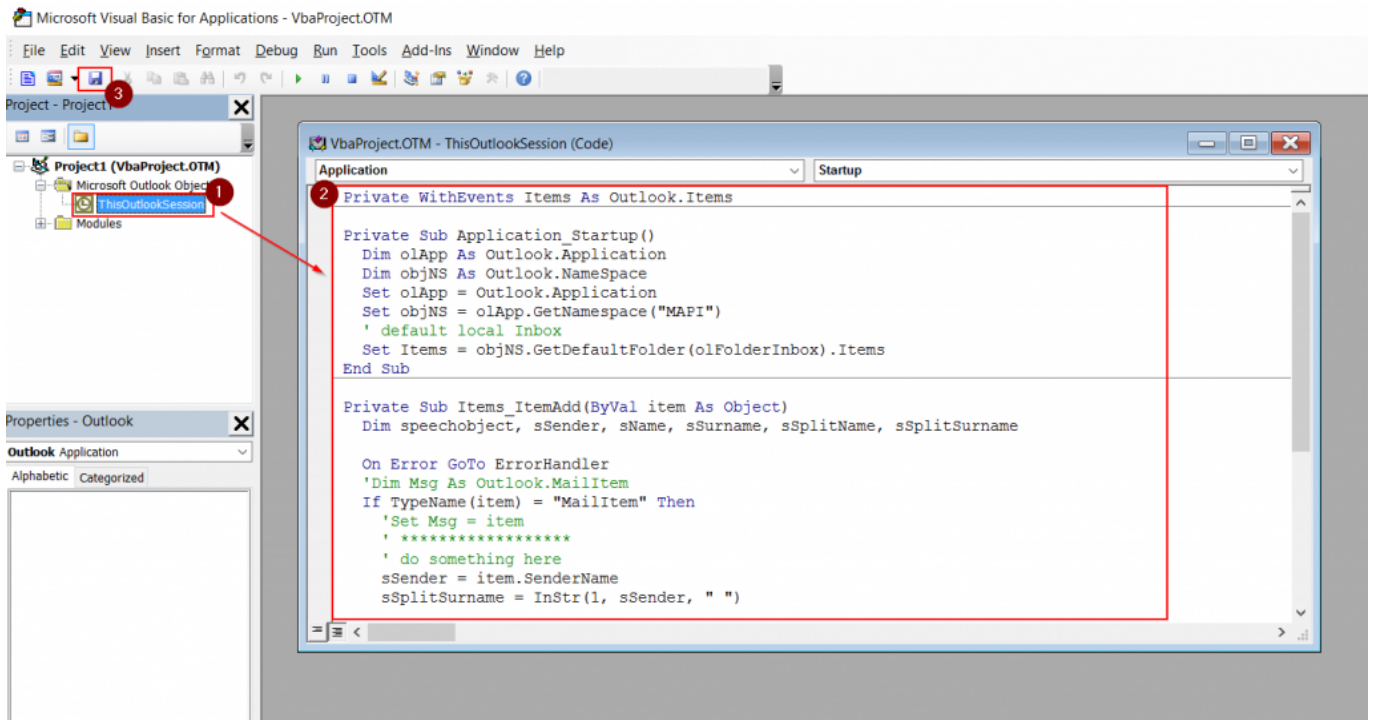 Microsoft Visual Basic for Applications - VbaProject.OTM
File Edit View Insert Format Debug Run Tools Add-Ins Window Help
3
Project - Project1
Project1 (VbaProject.OTM)
Microsoft Outlook Object
1
ThisOutlookSession
Modules
Properties - Outlook
Outlook Application
Alphabetic Categorized
VbaProject.OTM - ThisOutlookSession (Code)
Application Startup
2
Private WithEvents Items As Outlook.Items
Private Sub Application_Startup()
Dim olApp As Outlook.Application
Dim objNS As Outlook.NameSpace
Set olApp = Outlook.Application
Set objNS = olApp.GetNamespace("MAPI")
' default local Inbox
Set Items = objNS.GetDefaultFolder(olFolderInbox).Items
End Sub
Private Sub Items_ItemAdd(ByVal item As Object)
Dim speechobject, sSender, sName, sSurname, sSplitName, sSplitSurname
On Error GoTo ErrorHandler
'Dim Msg As Outlook.MailItem
If TypeName(item) = "MailItem" Then
'Set Msg = item
' ******************
' do something here
sSender = item.SenderName
sSplitSurname = InStr(1, sSender, " ")